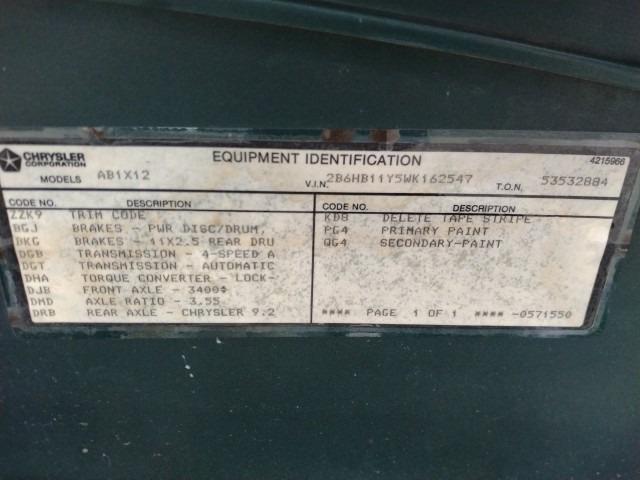 CHRYSLER
CORPORATION
EQUIPMENT IDENTIFICATION
4215966
MODELS AB1X12
V.I.N. 2B6HB11Y5WK162547
T.O.N. 53532884
CODE NO. DESCRIPTION
ZZK9 TRIM CODE
BGJ BRAKES - PWR DISC/DRUM,
BKG BRAKES - 11X2.5 REAR DRU
DGB TRANSMISSION - 4-SPEED A
DGT TRANSMISSION - AUTOMATIC
DHA TORQUE CONVERTER - LOCK-
DJB FRONT AXLE - 3400#
DMD AXLE RATIO - 3.55
DRB REAR AXLE - CHRYSLER 9.2
CODE NO. DESCRIPTION
KD8 DELETE TAPE STRIPE
PG4 PRIMARY PAINT
QG4 SECONDARY-PAINT
**** PAGE 1 OF 1 **** -0571550